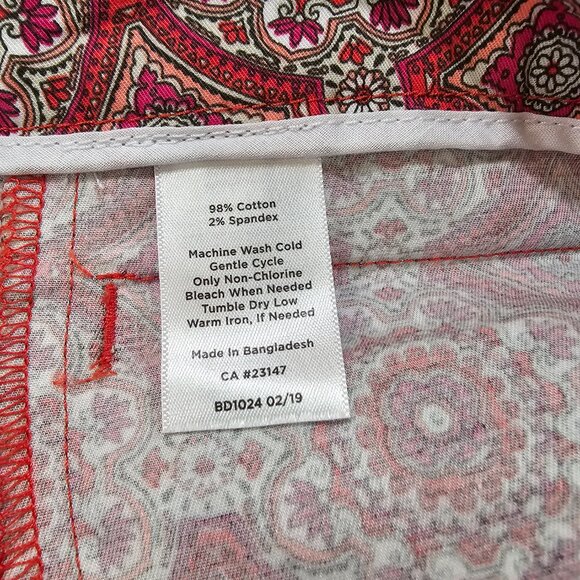 98% Cotton
2% Spandex
Machine Wash Cold
Gentle Cycle
Only Non-Chlorine
Bleach When Needed
Tumble Dry Low
Warm Iron, If Needed
Made In Bangladesh
CA #23147
BD1024 02/19